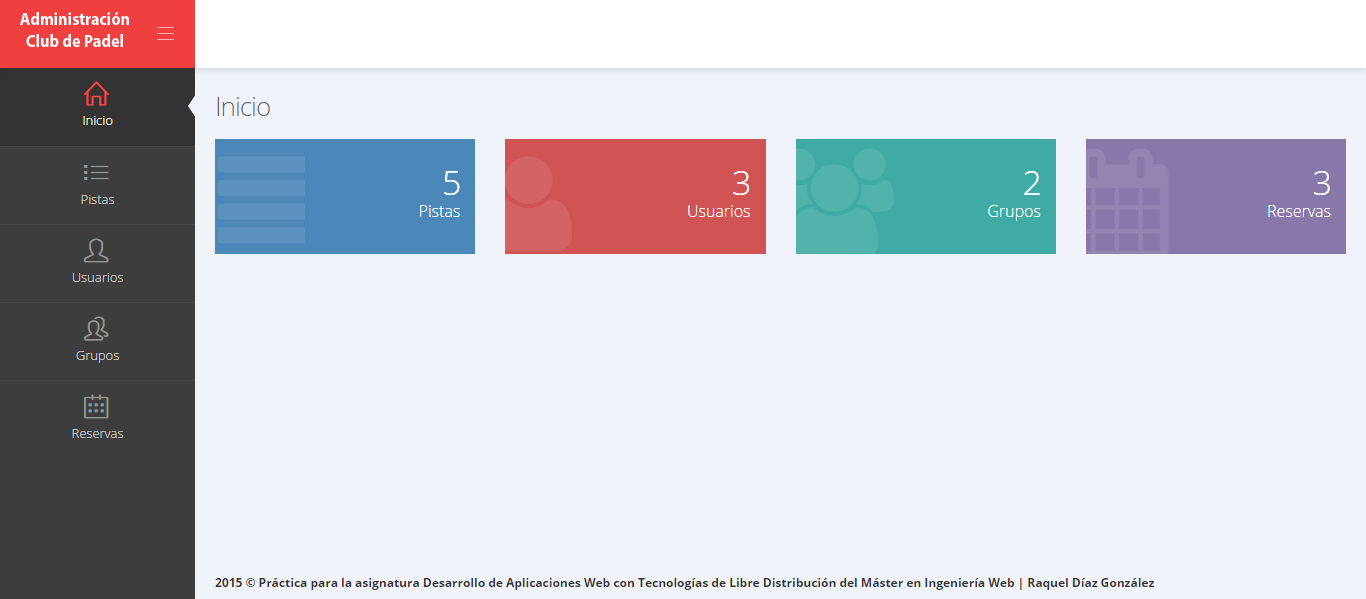 Administración
Club de Padel
Inicio
Pistas
Usuarios
Grupos
Reservas
Inicio
5
Pistas
3
Usuarios
2
Grupos
3
Reservas
2015 © Práctica para la asignatura Desarrollo de Aplicaciones Web con Tecnologías de Libre Distribución del Máster en Ingeniería Web | Raquel Díaz González